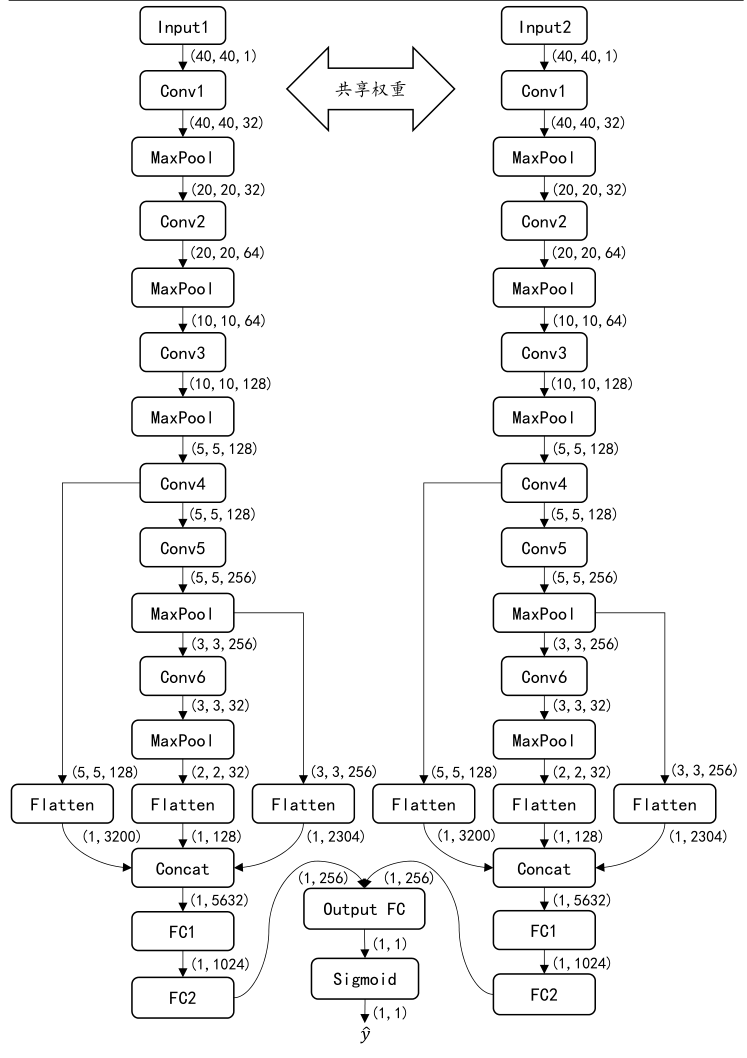 Input1
(40, 40, 1)
Conv1
(40, 40, 32)
MaxPool
(20, 20, 32)
Conv2
(20, 20, 64)
MaxPool
(10, 10, 64)
Conv3
(10, 10, 128)
MaxPool
(5, 5, 128)
Conv4
(5, 5, 128)
Conv5
(5, 5, 256)
MaxPool
(3, 3, 256)
Conv6
(3, 3, 32)
MaxPool
(5, 5, 128)
(2, 2, 32)
(3, 3, 256)
Flatten
Flatten
Flatten
(1, 3200)
(1, 128)
(1, 2304)
Concat
(1, 5632)
FC1
(1, 1024)
FC2
共享权重
Input2
(40, 40, 1)
Conv1
(40, 40, 32)
MaxPool
(20, 20, 32)
Conv2
(20, 20, 64)
MaxPool
(10, 10, 64)
Conv3
(10, 10, 128)
MaxPool
(5, 5, 128)
Conv4
(5, 5, 128)
Conv5
(5, 5, 256)
MaxPool
(3, 3, 256)
Conv6
(3, 3, 32)
MaxPool
(5, 5, 128)
(2, 2, 32)
(3, 3, 256)
Flatten
Flatten
Flatten
(1, 3200)
(1, 128)
(1, 2304)
Concat
(1, 5632)
FC1
(1, 1024)
FC2
(1, 256)
(1, 256)
Output FC
(1, 1)
Sigmoid
(1, 1)
ŷ